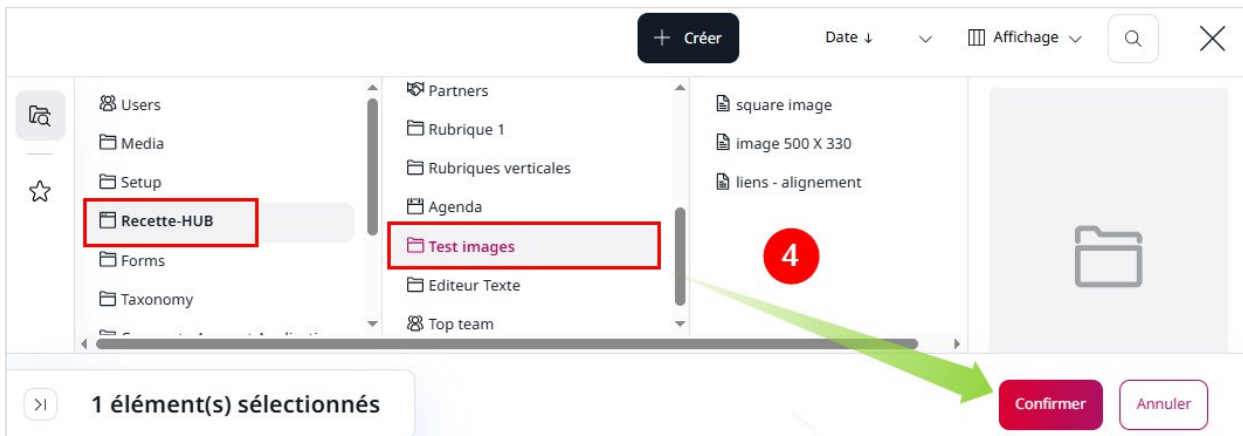 Créer
Date ↓
Affichage
Users
Media
Setup
Recette-HUB
Forms
Taxonomy
Partners
Rubrique 1
Rubriques verticales
Agenda
Test images
Editeur Texte
Top team
square image
image 500 X 330
liens - alignement
4
1 élément(s) sélectionnés
Confirmer
Annuler